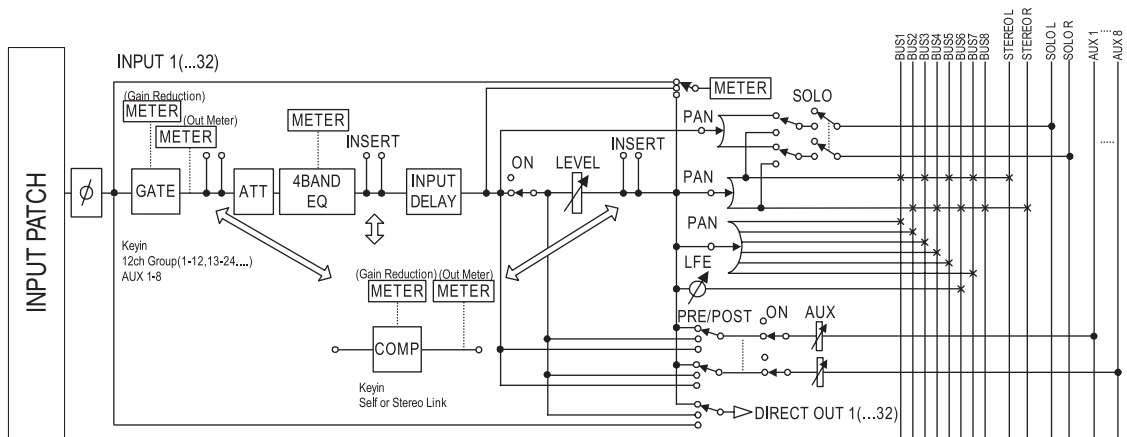 INPUT PATCH
INPUT 1(...32)
ø
(Gain Reduction)
METER
(Out Meter)
METER
GATE
Keyin
12ch Group(1-12,13-24....)
AUX 1-8
ATT
METER
4BAND
EQ
INSERT
INPUT
DELAY
ON
LEVEL
INSERT
(Gain Reduction)
METER
(Out Meter)
METER
COMP
Keyin
Self or Stereo Link
METER
SOLO
PAN
PAN
PAN
LFE
PRE/POST
ON
AUX
DIRECT OUT 1(...32)
BUS1
BUS2
BUS3
BUS4
BUS5
BUS6
BUS7
BUS8
STEREO L
STEREO R
SOLO L
SOLO R
AUX 1
AUX 8